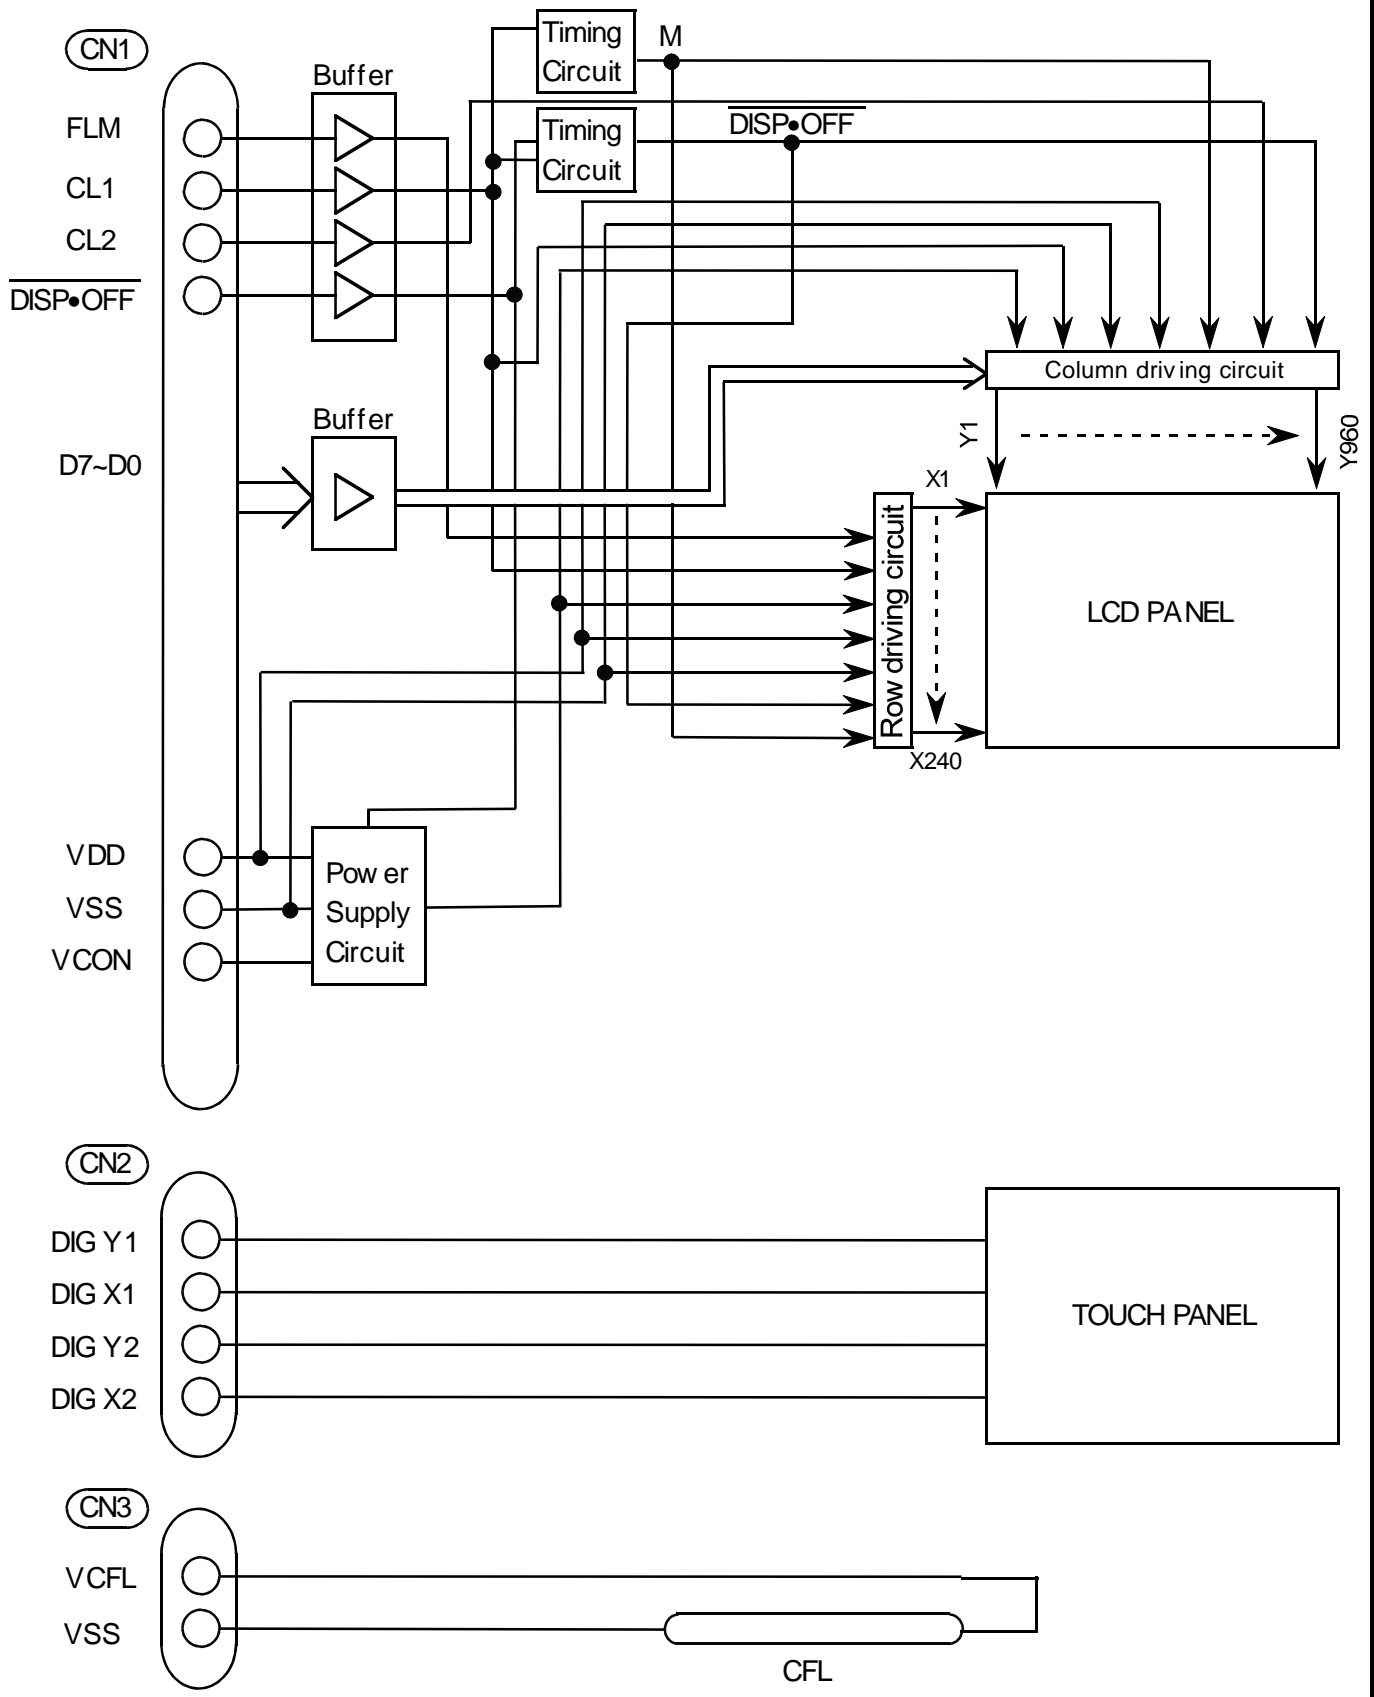 CN1
Timing
Circuit
M
Buffer
FLM
Timing
Circuit
DISP•OFF
CL1
CL2
DISP•OFF
Column driving circuit
Buffer
Y1
Y960
D7~D0
X1
Row driving circuit
LCD PANEL
X240
VDD
Power
Supply
Circuit
VSS
VCON
CN2
DIG Y1
DIG X1
TOUCH PANEL
DIG Y2
DIG X2
CN3
VCFL
VSS
CFL